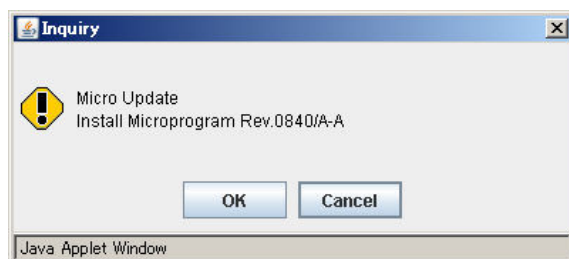 Inquiry
Micro Update
Install Microprogram Rev.0840/A-A
OK
Cancel
Java Applet Window